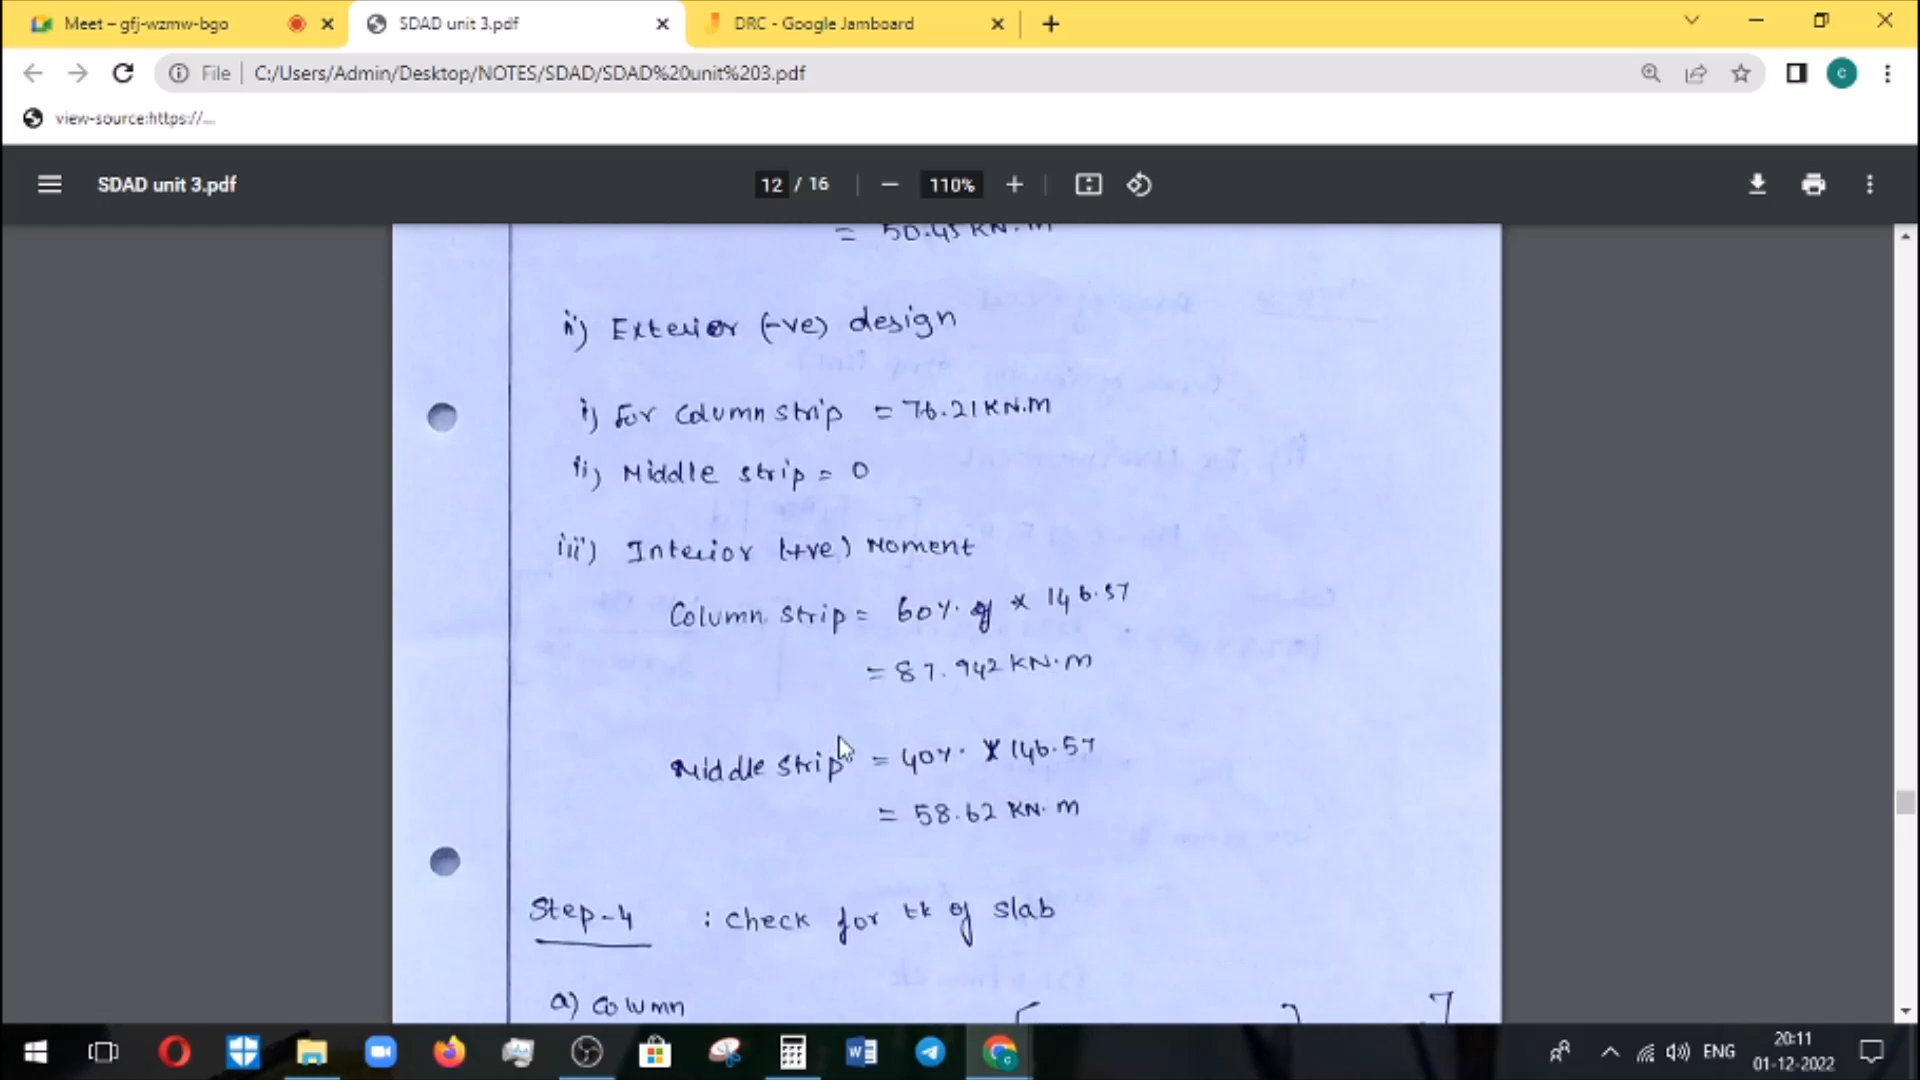 Meet – gfj-wzmw-bgo
SDAD unit 3.pdf
DRC - Google Jamboard
File
C:/Users/Admin/Desktop/NOTES/SDAD/SDAD%20unit%203.pdf
C
view-source:https://...
SDAD unit 3.pdf
12 / 16
110%
= 50.45 KN.m
ii) Exterior (-ve) design
i) For Column strip = 76.21 KN.M
ii) Middle strip = 0
iii) Interior (+ve) Moment
Column strip = 60%. of * 146.57
= 87.942 KN.m
Middle strip = 40%. X 146.57
= 58.62 KN.m
Step-4 : check for tk of slab
a) Column
ENG
20:11
01-12-2022